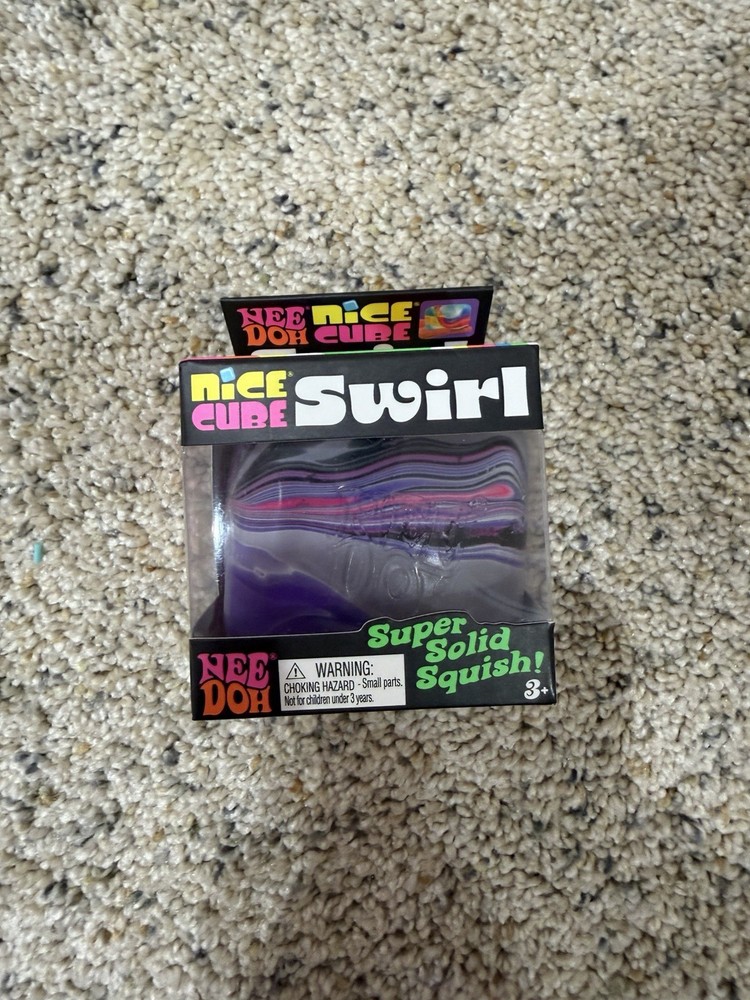 NEE DOH® NiCE CUBE®
NiCE CUBE® Swirl
NEE DOH®
WARNING:
CHOKING HAZARD - Small parts.
Not for children under 3 years.
Super
Solid
Squish!
3+